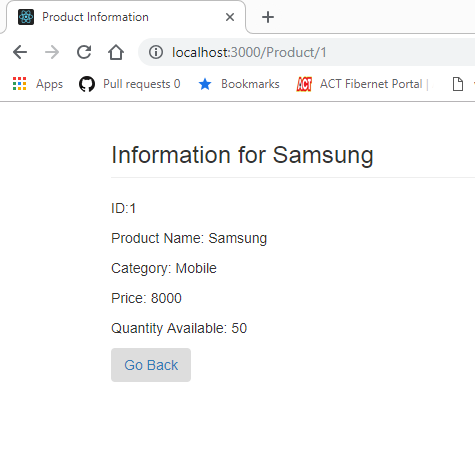 Product Information
localhost:3000/Product/1
Apps Pull requests 0 Bookmarks ACT Fibernet Portal |
Information for Samsung
ID:1
Product Name: Samsung
Category: Mobile
Price: 8000
Quantity Available: 50
Go Back